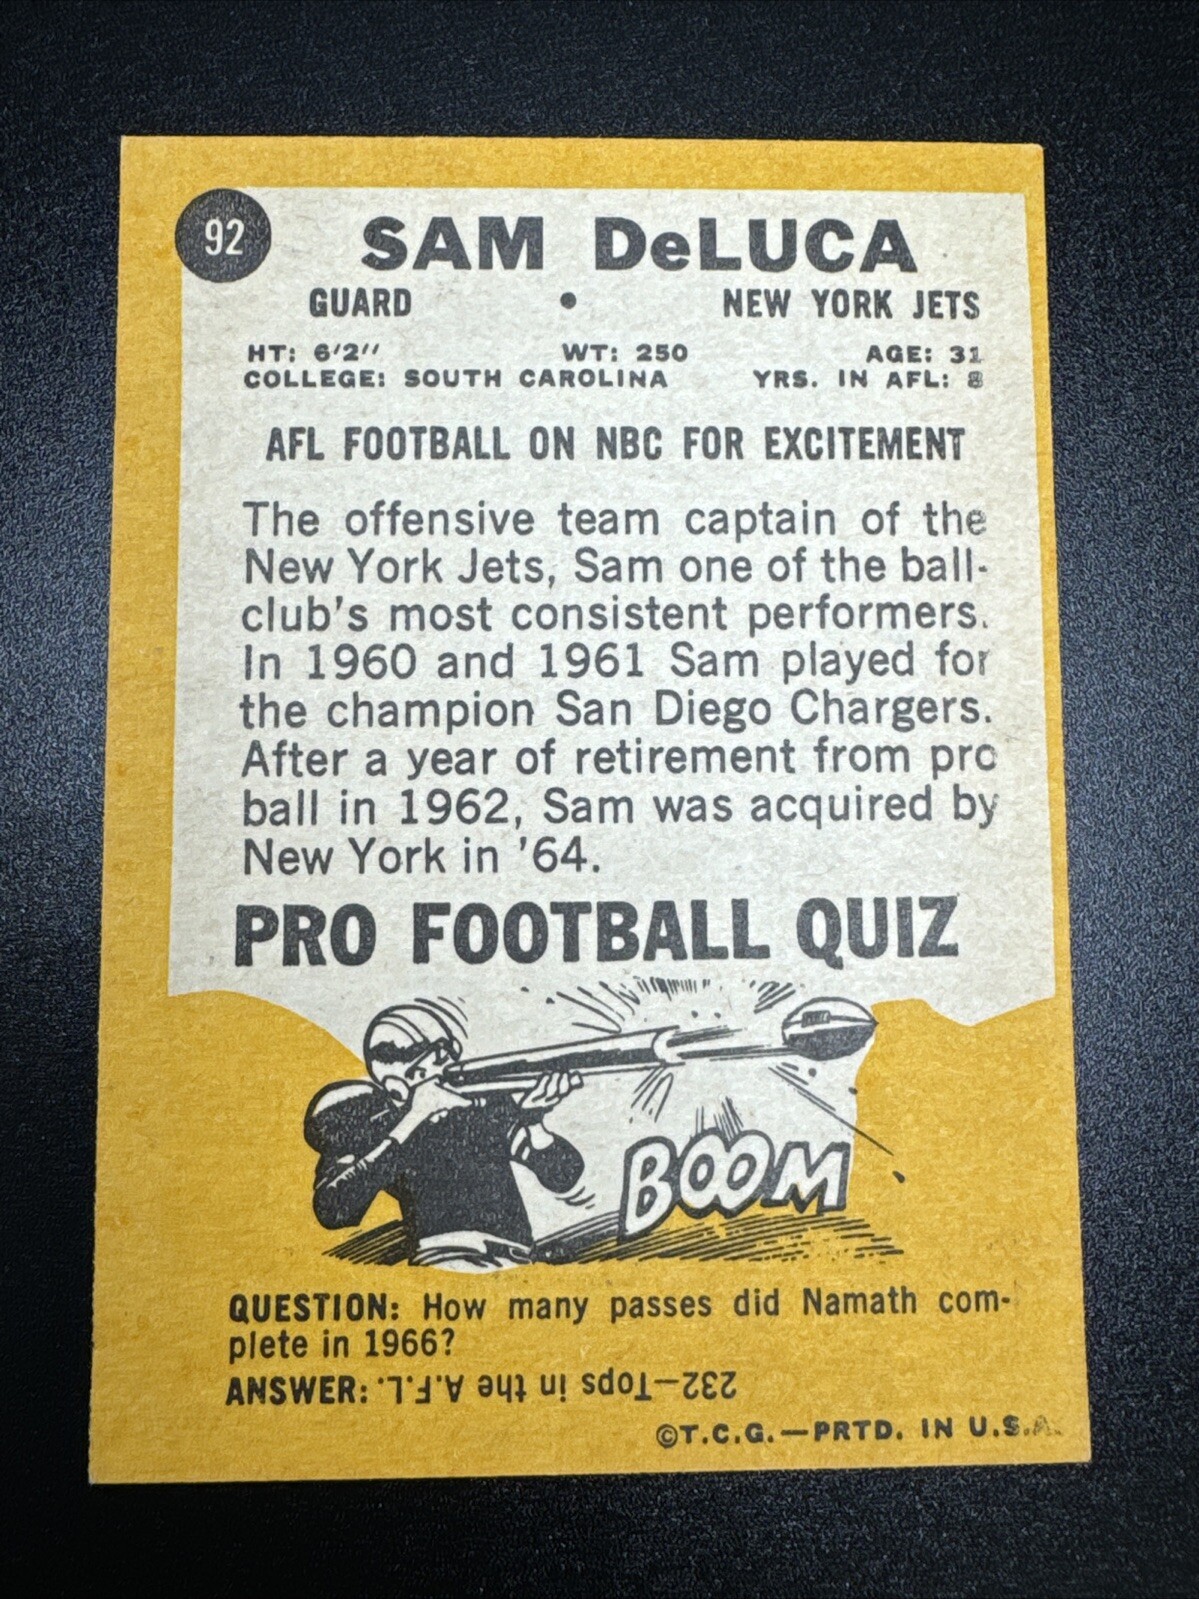 92
SAM DeLUCA
GUARD • NEW YORK JETS
HT: 6'2'' WT: 250 AGE: 31
COLLEGE: SOUTH CAROLINA YRS. IN AFL: 8
AFL FOOTBALL ON NBC FOR EXCITEMENT
The offensive team captain of the
New York Jets, Sam one of the ball-
club's most consistent performers.
In 1960 and 1961 Sam played for
the champion San Diego Chargers.
After a year of retirement from pro
ball in 1962, Sam was acquired by
New York in '64.
PRO FOOTBALL QUIZ
BOOM
QUESTION: How many passes did Namath com-
plete in 1966?
ANSWER: 232—Tops in the A.F.L.
©T.C.G.—PRTD. IN U.S.A.